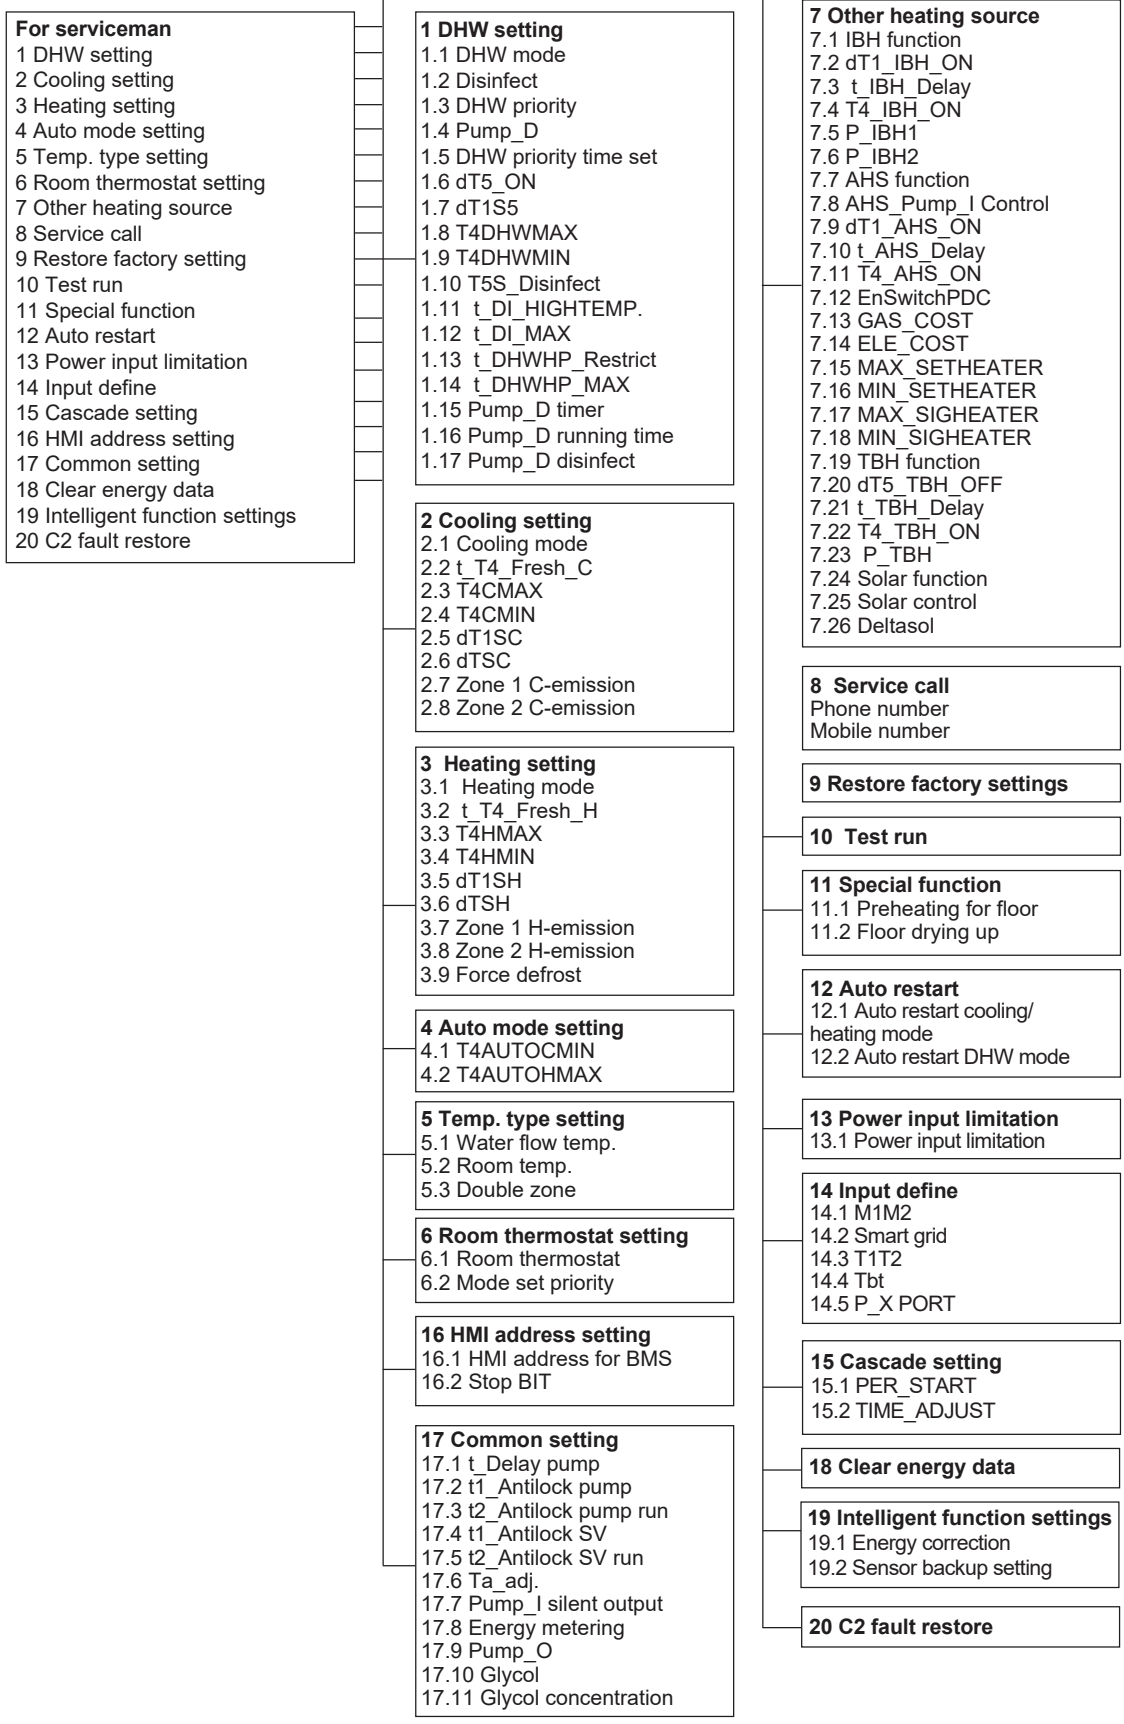 For serviceman
1 DHW setting
2 Cooling setting
3 Heating setting
4 Auto mode setting
5 Temp. type setting
6 Room thermostat setting
7 Other heating source
8 Service call
9 Restore factory setting
10 Test run
11 Special function
12 Auto restart
13 Power input limitation
14 Input define
15 Cascade setting
16 HMI address setting
17 Common setting
18 Clear energy data
19 Intelligent function settings
20 C2 fault restore
1 DHW setting
1.1 DHW mode
1.2 Disinfect
1.3 DHW priority
1.4 Pump_D
1.5 DHW priority time set
1.6 dT5_ON
1.7 dT1S5
1.8 T4DHWMAX
1.9 T4DHWMIN
1.10 T5S_Disinfect
1.11 t_DI_HIGHTEMP.
1.12 t_DI_MAX
1.13 t_DHWHP_Restrict
1.14 t_DHWHP_MAX
1.15 Pump_D timer
1.16 Pump_D running time
1.17 Pump_D disinfect
2 Cooling setting
2.1 Cooling mode
2.2 t_T4_Fresh_C
2.3 T4CMAX
2.4 T4CMIN
2.5 dT1SC
2.6 dTSC
2.7 Zone 1 C-emission
2.8 Zone 2 C-emission
3 Heating setting
3.1 Heating mode
3.2 t_T4_Fresh_H
3.3 T4HMAX
3.4 T4HMIN
3.5 dT1SH
3.6 dTSH
3.7 Zone 1 H-emission
3.8 Zone 2 H-emission
3.9 Force defrost
4 Auto mode setting
4.1 T4AUTOCMIN
4.2 T4AUTOHMAX
5 Temp. type setting
5.1 Water flow temp.
5.2 Room temp.
5.3 Double zone
6 Room thermostat setting
6.1 Room thermostat
6.2 Mode set priority
16 HMI address setting
16.1 HMI address for BMS
16.2 Stop BIT
17 Common setting
17.1 t_Delay pump
17.2 t1_Antilock pump
17.3 t2_Antilock pump run
17.4 t1_Antilock SV
17.5 t2_Antilock SV run
17.6 Ta_adj.
17.7 Pump_I silent output
17.8 Energy metering
17.9 Pump_O
17.10 Glycol
17.11 Glycol concentration
7 Other heating source
7.1 IBH function
7.2 dT1_IBH_ON
7.3 t_IBH_Delay
7.4 T4_IBH_ON
7.5 P_IBH1
7.6 P_IBH2
7.7 AHS function
7.8 AHS_Pump_I Control
7.9 dT1_AHS_ON
7.10 t_AHS_Delay
7.11 T4_AHS_ON
7.12 EnSwitchPDC
7.13 GAS_COST
7.14 ELE_COST
7.15 MAX_SETHEATER
7.16 MIN_SETHEATER
7.17 MAX_SIGHEATER
7.18 MIN_SIGHEATER
7.19 TBH function
7.20 dT5_TBH_OFF
7.21 t_TBH_Delay
7.22 T4_TBH_ON
7.23 P_TBH
7.24 Solar function
7.25 Solar control
7.26 Deltasol
8 Service call
Phone number
Mobile number
9 Restore factory settings
10 Test run
11 Special function
11.1 Preheating for floor
11.2 Floor drying up
12 Auto restart
12.1 Auto restart cooling/
heating mode
12.2 Auto restart DHW mode
13 Power input limitation
13.1 Power input limitation
14 Input define
14.1 M1M2
14.2 Smart grid
14.3 T1T2
14.4 Tbt
14.5 P_X PORT
15 Cascade setting
15.1 PER_START
15.2 TIME_ADJUST
18 Clear energy data
19 Intelligent function settings
19.1 Energy correction
19.2 Sensor backup setting
20 C2 fault restore